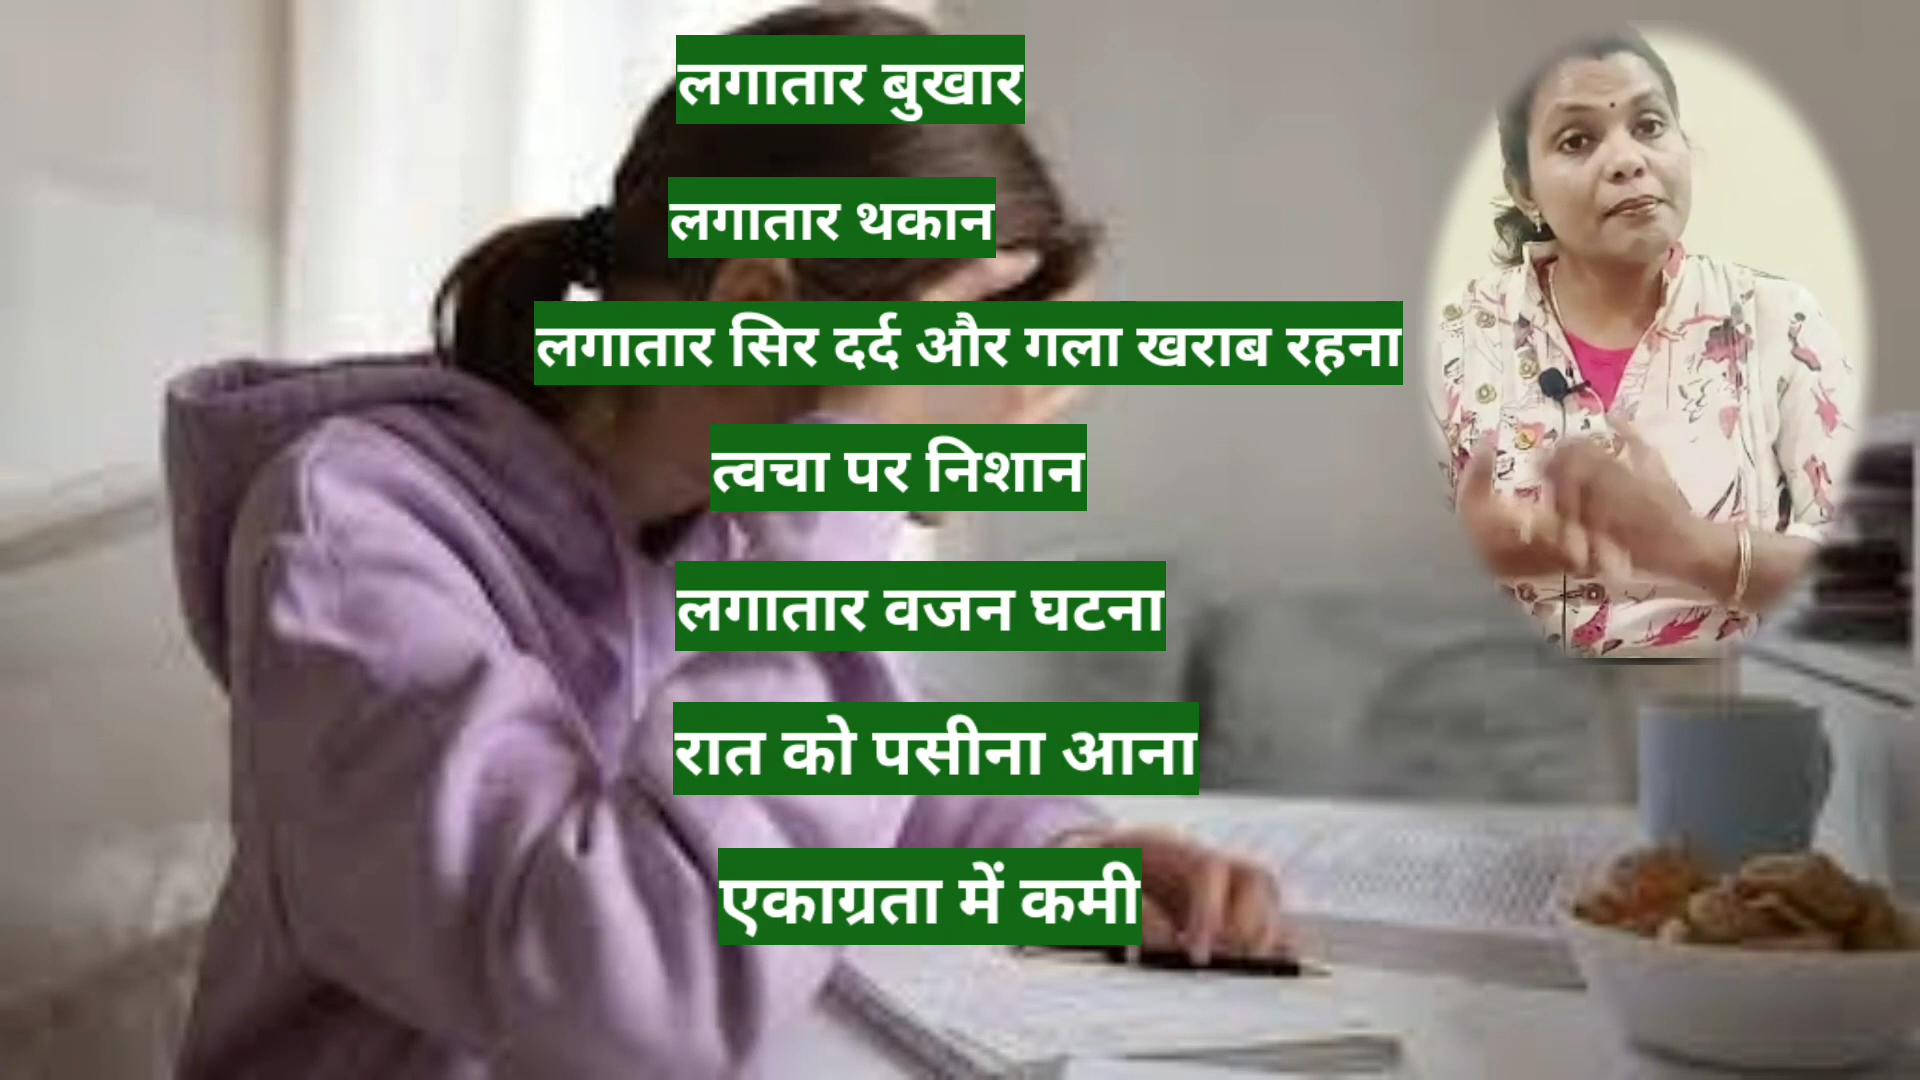 लगातार बुखार
लगातार थकान
लगातार सिर दर्द और गला खराब रहना
त्वचा पर निशान
लगातार वजन घटना
रात को पसीना आना
एकाग्रता में कमी